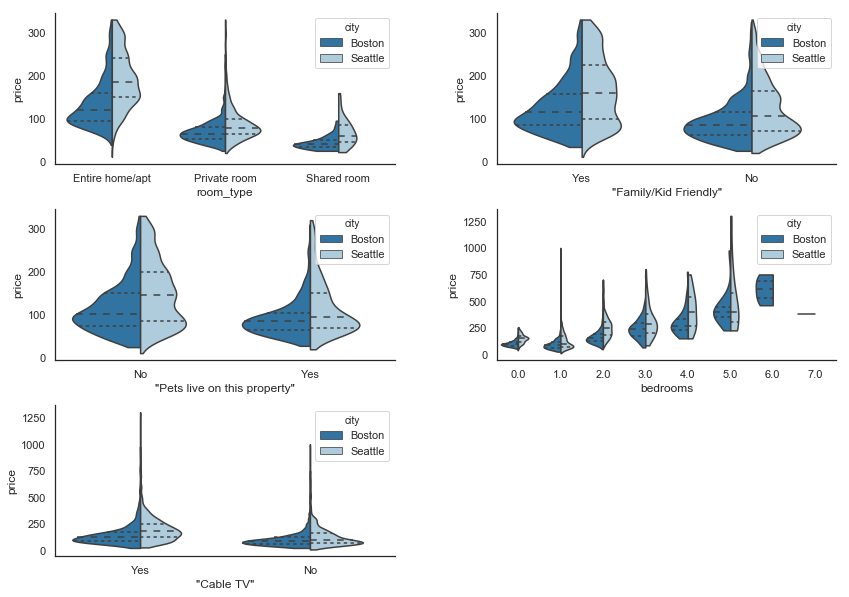 city
Boston
Seattle
300
200
100
0
price
Entire home/apt Private room Shared room
room_type
city
Boston
Seattle
300
200
100
0
price
Yes No
"Family/Kid Friendly"
city
Boston
Seattle
300
200
100
0
price
No Yes
"Pets live on this property"
city
Boston
Seattle
1250
1000
750
500
250
0
price
0.0 1.0 2.0 3.0 4.0 5.0 6.0 7.0
bedrooms
city
Boston
Seattle
1250
1000
750
500
250
0
price
Yes No
"Cable TV"